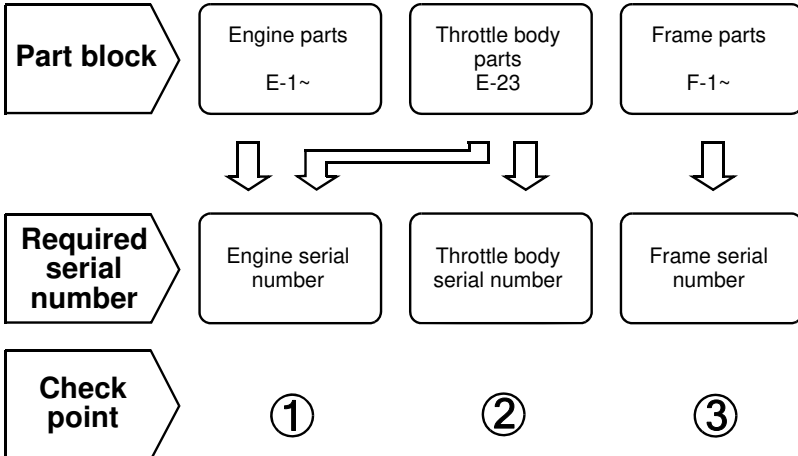 Part block
Engine parts
E-1~
Throttle body
parts
E-23
Frame parts
F-1~
Required
serial
number
Engine serial
number
Throttle body
serial number
Frame serial
number
Check
point
①
②
③